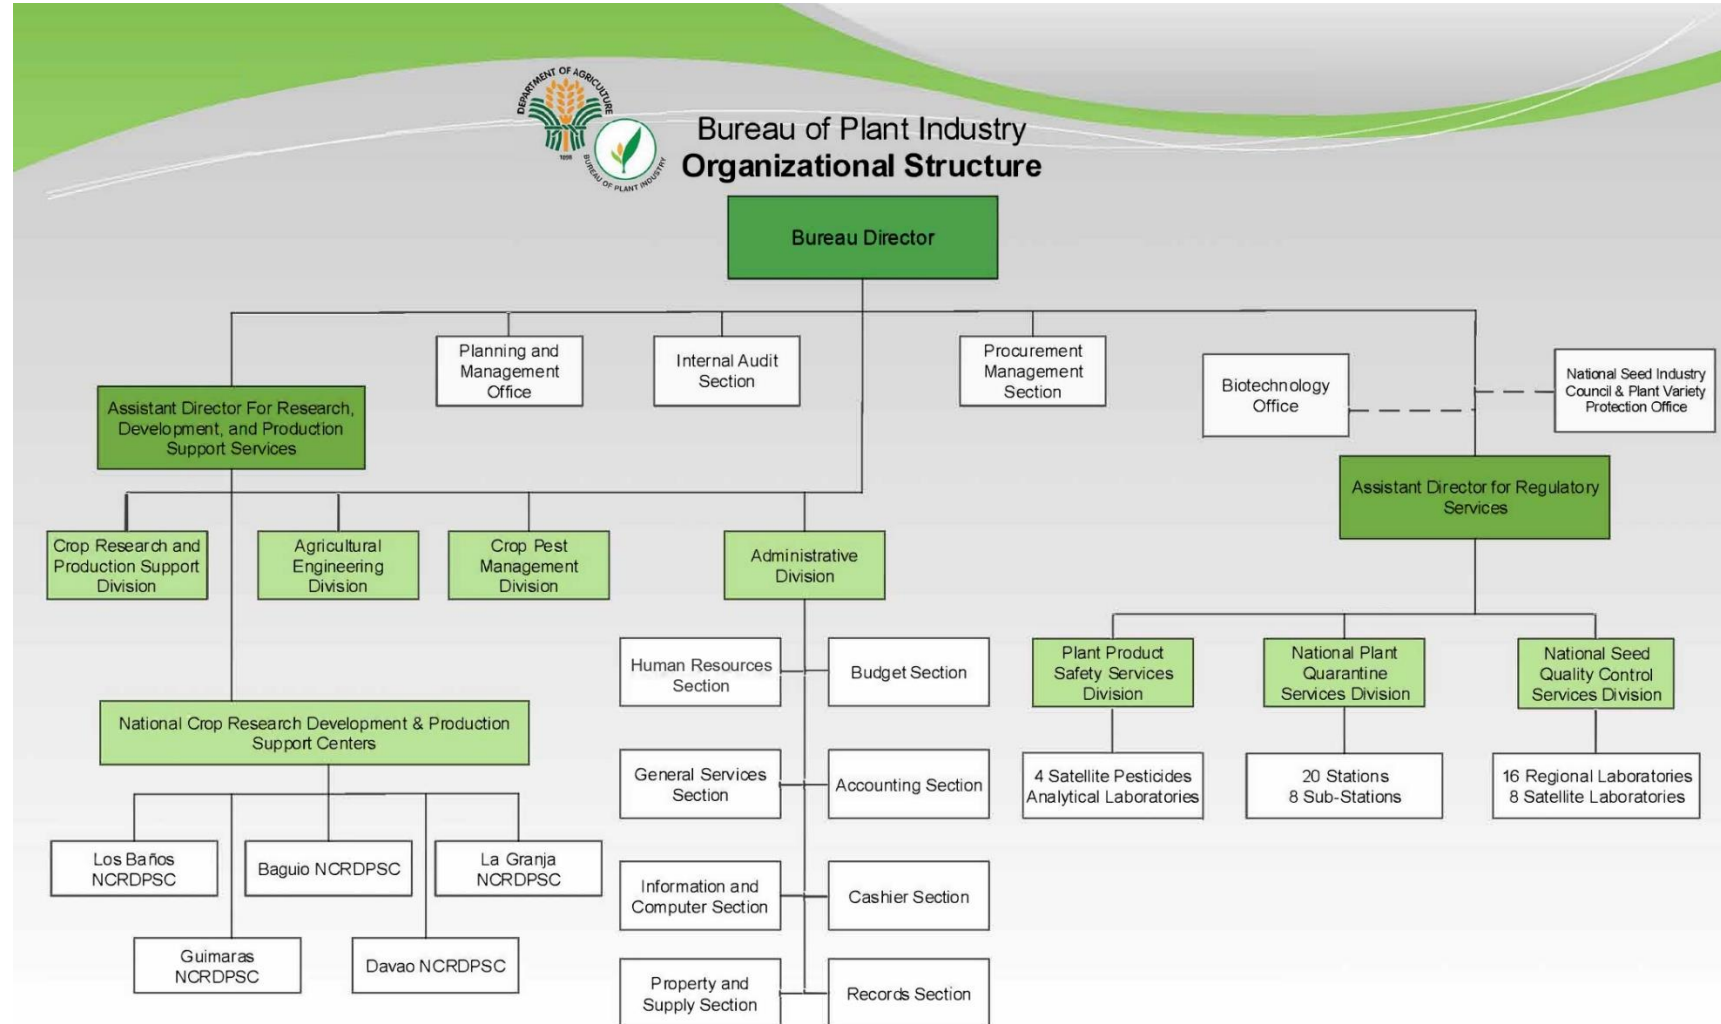 DEPARTMENT OF AGRICULTURE
1898
BUREAU OF PLANT INDUSTRY
Bureau of Plant Industry
Organizational Structure
Bureau Director
Planning and
Management
Office
Internal Audit
Section
Procurement
Management
Section
Biotechnology
Office
National Seed Industry
Council & Plant Variety
Protection Office
Assistant Director For Research,
Development, and Production
Support Services
Assistant Director for Regulatory
Services
Crop Research and
Production Support
Division
Agricultural
Engineering
Division
Crop Pest
Management
Division
Administrative
Division
Human Resources
Section
Budget Section
General Services
Section
Accounting Section
Information and
Computer Section
Cashier Section
Property and
Supply Section
Records Section
Plant Product
Safety Services
Division
National Plant
Quarantine
Services Division
National Seed
Quality Control
Services Division
4 Satellite Pesticides
Analytical Laboratories
20 Stations
8 Sub-Stations
16 Regional Laboratories
8 Satellite Laboratories
National Crop Research Development & Production
Support Centers
Los Baños
NCRDPSC
Baguio NCRDPSC
La Granja
NCRDPSC
Guimaras
NCRDPSC
Davao NCRDPSC